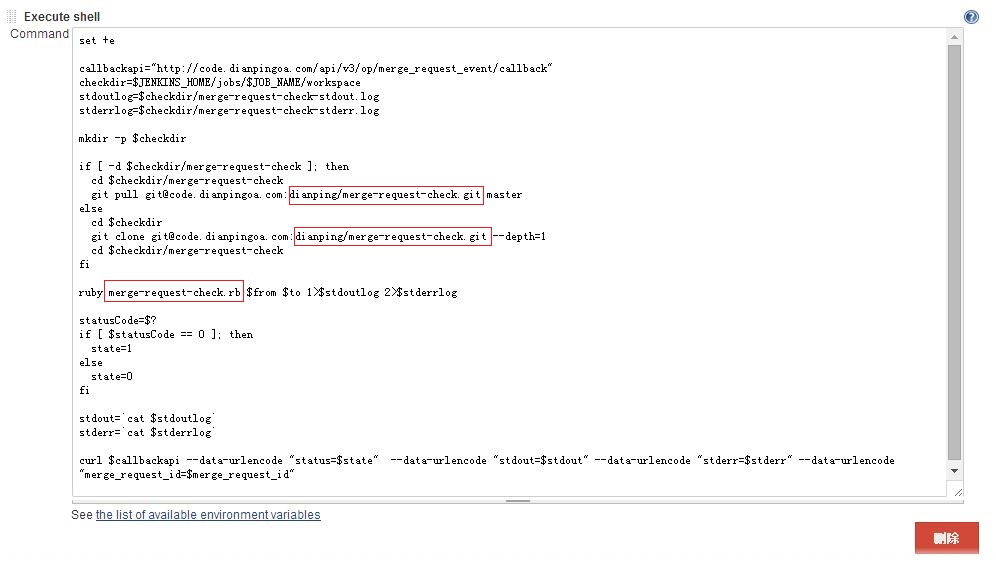 Execute shell
Command
set +e
callbackapi="http://code.dianpingoa.com/api/v3/op/merge_request_event/callback"
checkdir=$JENKINS_HOME/jobs/$JOB_NAME/workspace
stdoutlog=$checkdir/merge-request-check-stdout.log
stderrlog=$checkdir/merge-request-check-stderr.log
mkdir -p $checkdir
if [ -d $checkdir/merge-request-check ]; then
cd $checkdir/merge-request-check
git pull git@code.dianpingoa.com:dianping/merge-request-check.git master
else
cd $checkdir
git clone git@code.dianpingoa.com:dianping/merge-request-check.git --depth=1
cd $checkdir/merge-request-check
fi
ruby merge-request-check.rb $from $to 1>$stdoutlog 2>$stderrlog
statusCode=$?
if [ $statusCode == 0 ]; then
state=1
else
state=0
fi
stdout=`cat $stdoutlog`
stderr=`cat $stderrlog`
curl $callbackapi --data-urlencode "status=$state"  --data-urlencode "stdout=$stdout" --data-urlencode "stderr=$stderr" --data-urlencode
"merge_request_id=$merge_request_id"
See the list of available environment variables
删除